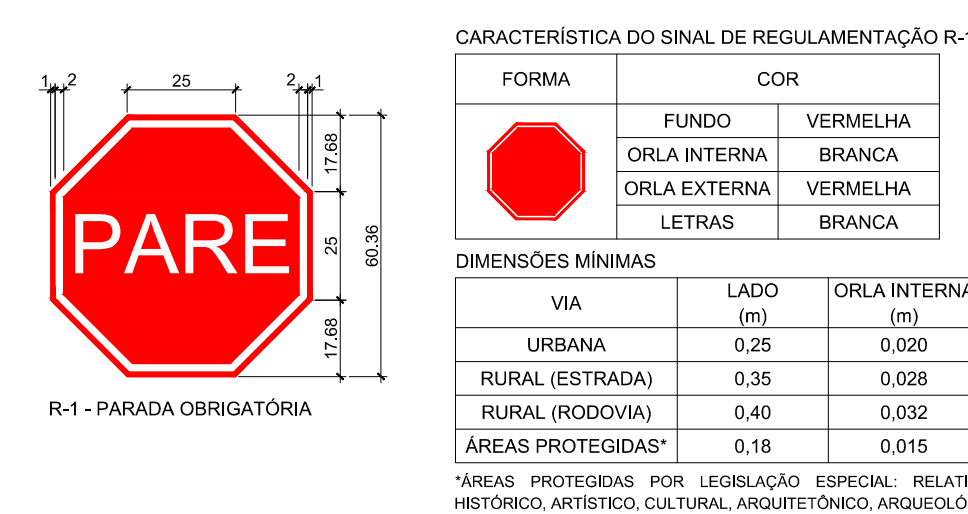 CARACTERÍSTICA DO SINAL DE REGULAMENTAÇÃO R-1
FORMA COR
FUNDO VERMELHA
ORLA INTERNA BRANCA
ORLA EXTERNA VERMELHA
LETRAS BRANCA
1 2 25 2 1
17.68
25
17.68
60.36
PARE
R-1 - PARADA OBRIGATÓRIA
DIMENSÕES MÍNIMAS
VIA LADO (m) ORLA INTERNA (m)
URBANA 0,25 0,020
RURAL (ESTRADA) 0,35 0,028
RURAL (RODOVIA) 0,40 0,032
ÁREAS PROTEGIDAS* 0,18 0,015
*ÁREAS PROTEGIDAS POR LEGISLAÇÃO ESPECIAL: RELATI
HISTÓRICO, ARTÍSTICO, CULTURAL, ARQUITETÔNICO, ARQUEOLÓ